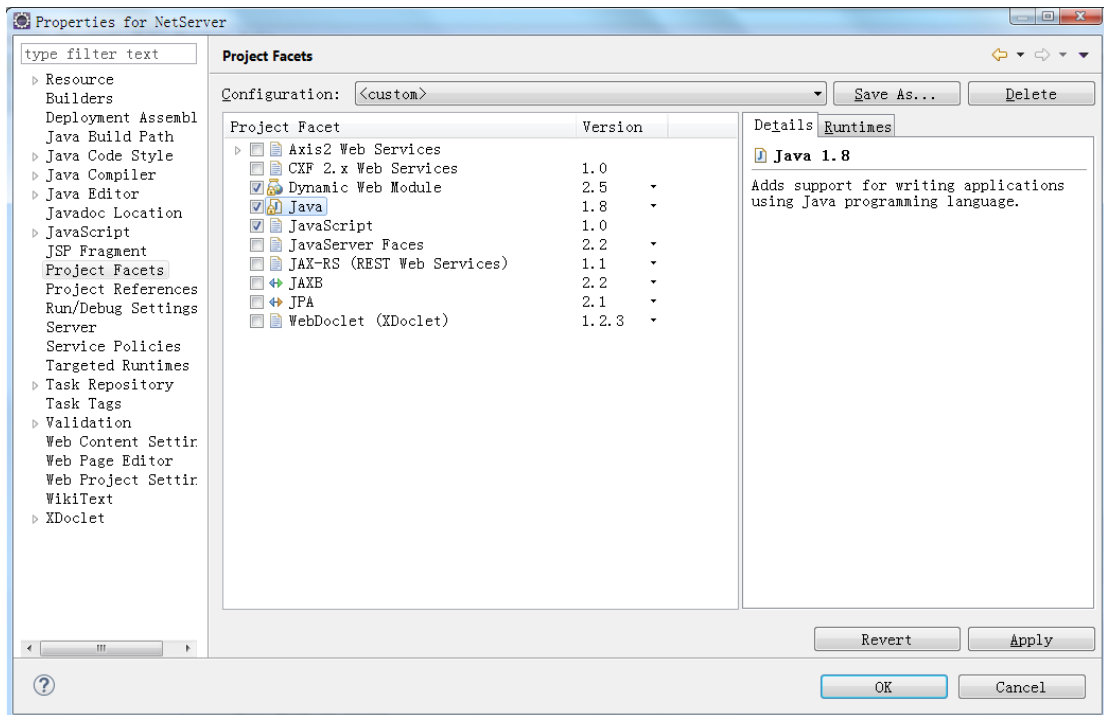 Properties for NetServer
type filter text
Resource
Builders
Deployment Assembl
Java Build Path
Java Code Style
Java Compiler
Java Editor
Javadoc Location
JavaScript
JSP Fragment
Project Facets
Project References
Run/Debug Settings
Server
Service Policies
Targeted Runtimes
Task Repository
Task Tags
Validation
Web Content Settin
Web Page Editor
Web Project Settin
WikiText
XDoclet
Project Facets
Configuration: <custom> Save As... Delete
Project Facet Version
Axis2 Web Services
CXF 2.x Web Services 1.0
Dynamic Web Module 2.5
Java 1.8
JavaScript 1.0
JavaServer Faces 2.2
JAX-RS (REST Web Services) 1.1
JAXB 2.2
JPA 2.1
WebDoclet (XDoclet) 1.2.3
Details Runtimes
Java 1.8
Adds support for writing applications
using Java programming language.
Revert Apply
OK Cancel